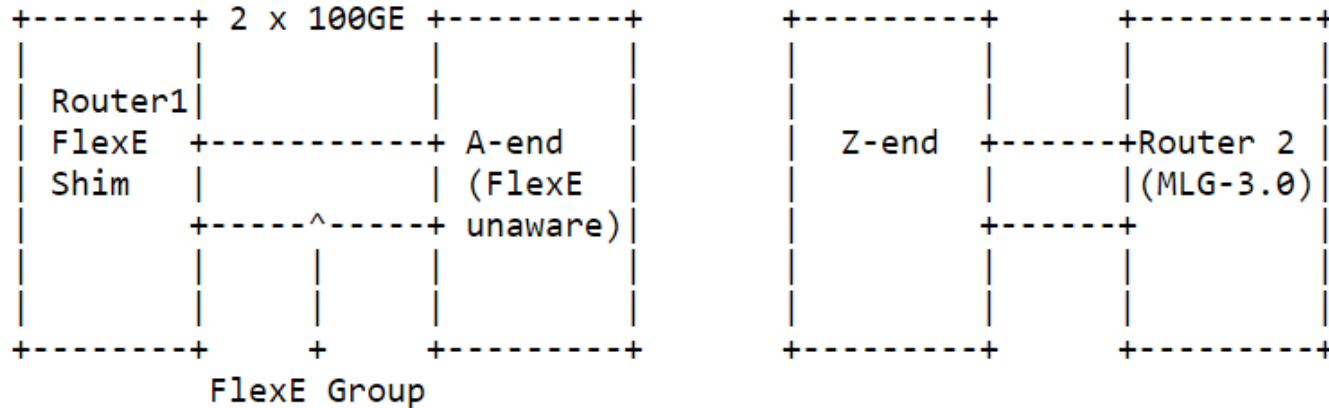 2 x 100GE
Router1
FlexE A-end Z-end Router 2
Shim (FlexE (MLG-3.0)
unaware)
FlexE Group